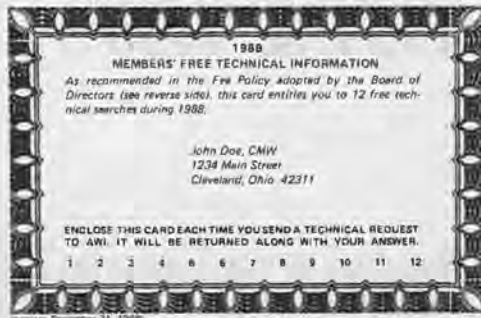 1988
MEMBERS' FREE TECHNICAL INFORMATION
As recommended in the Fee Policy adopted by the Board of
Directors (see reverse side), this card entitles you to 12 free tech-
nical searches during 1988.
John Doe, CMW
1234 Main Street
Cleveland, Ohio 42311
ENCLOSE THIS CARD EACH TIME YOU SEND A TECHNICAL REQUEST
TO AWI. IT WILL BE RETURNED ALONG WITH YOUR ANSWER.
1 2 3 4 5 6 7 8 9 10 11 12
December 31, 1988